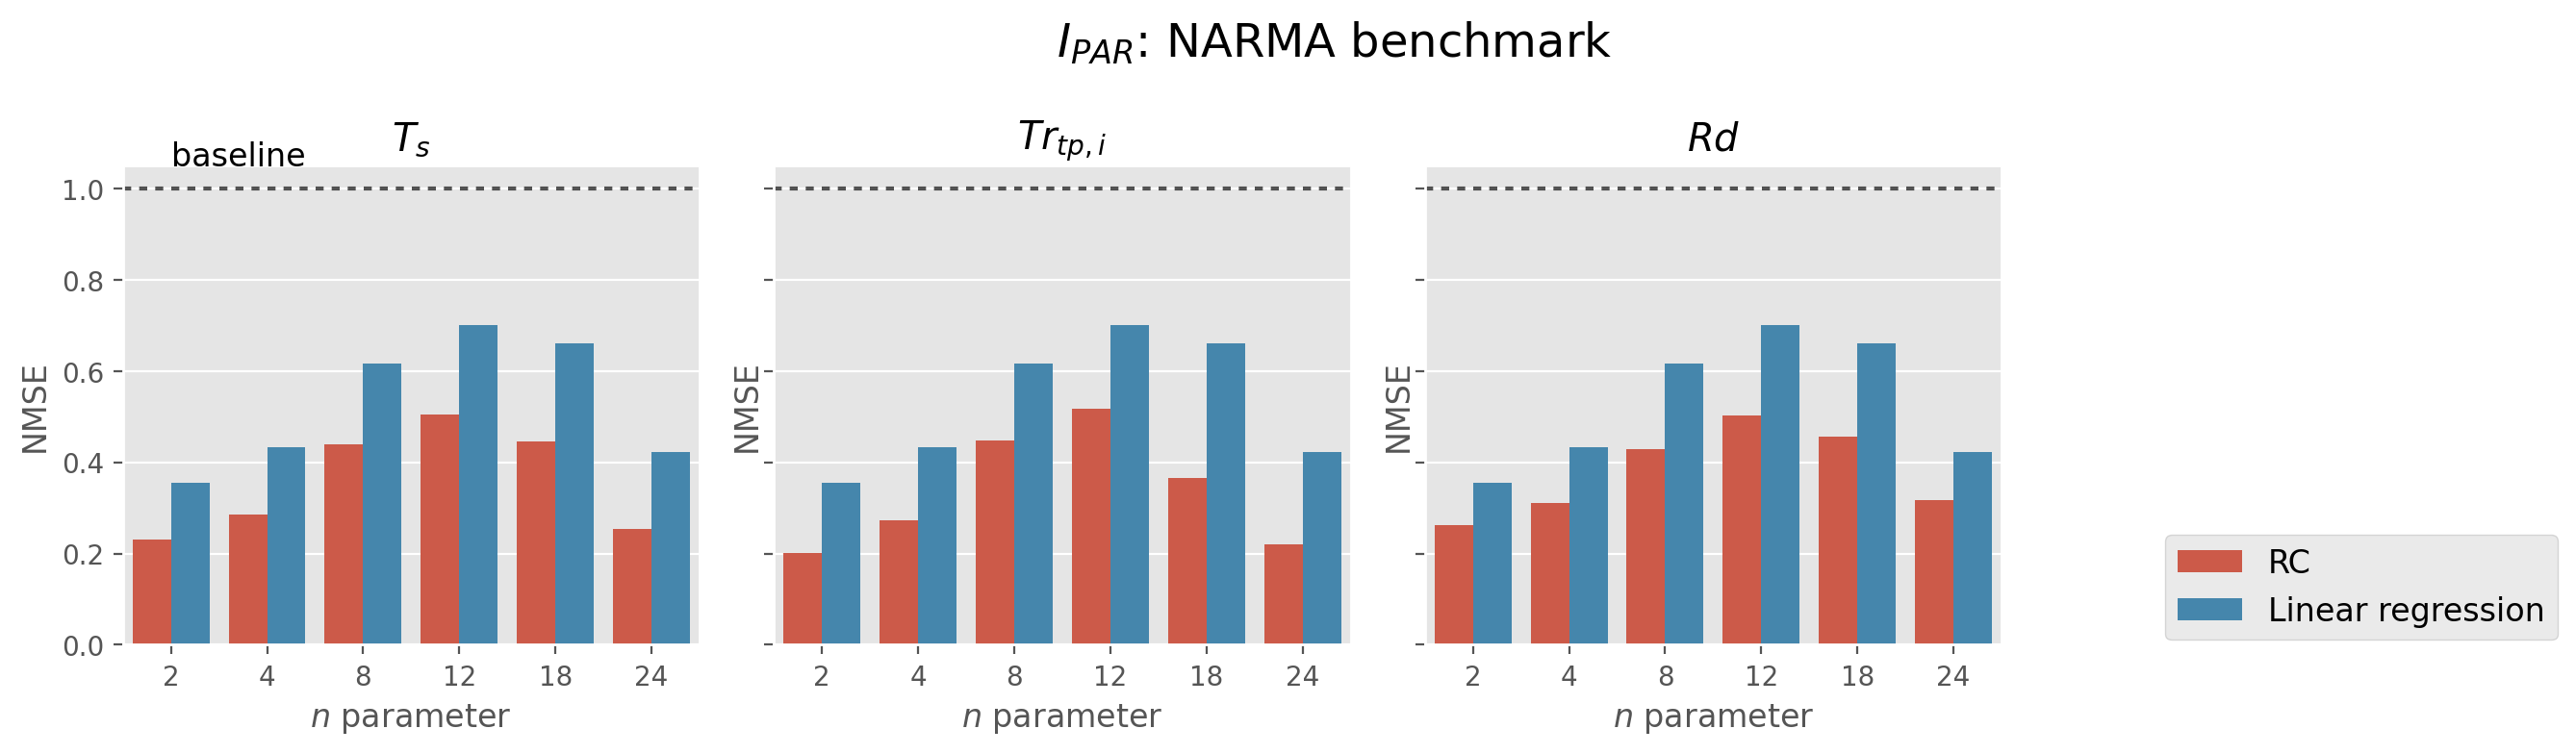 I_PAR: NARMA benchmark
baseline
T_s
Tr_tp,i
Rd
NMSE
1.0
0.8
0.6
0.4
0.2
0.0
2 4 8 12 18 24
n parameter
NMSE
2 4 8 12 18 24
n parameter
NMSE
2 4 8 12 18 24
n parameter
RC
Linear regression